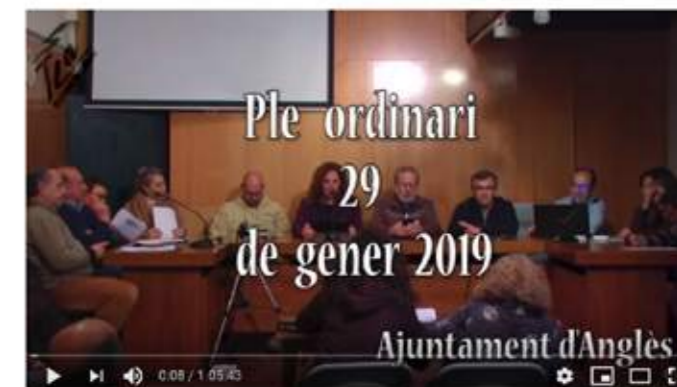 Ple ordinari
29
de gener 2019
Ajuntament d'Anglès
0:08 / 1:05:43